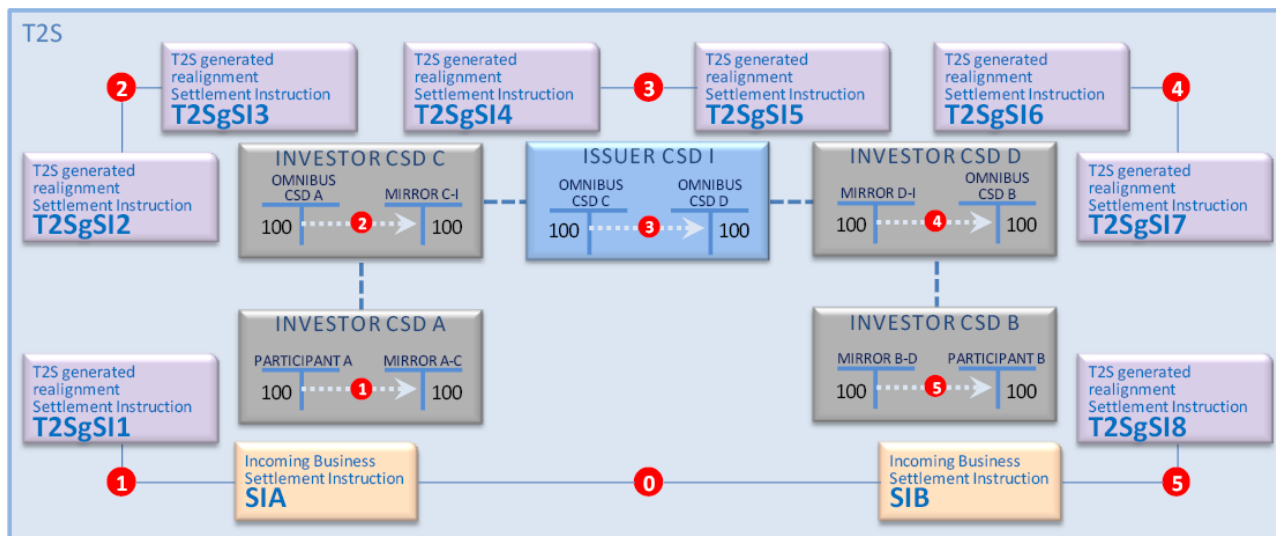 T2S
T2S generated
realignment
Settlement Instruction
T2SgSI3
T2S generated
realignment
Settlement Instruction
T2SgSI4
T2S generated
realignment
Settlement Instruction
T2SgSI5
T2S generated
realignment
Settlement Instruction
T2SgSI6
2
3
4
T2S generated
realignment
Settlement Instruction
T2SgSI2
INVESTOR CSD C
OMNIBUS
CSD A
MIRROR C-I
100
2
100
ISSUER CSD I
OMNIBUS
CSD C
OMNIBUS
CSD D
100
3
100
INVESTOR CSD D
MIRROR D-I
OMNIBUS
CSD B
100
4
100
T2S generated
realignment
Settlement Instruction
T2SgSI7
INVESTOR CSD A
PARTICIPANT A
MIRROR A-C
100
1
100
INVESTOR CSD B
MIRROR B-D
PARTICIPANT B
100
5
100
T2S generated
realignment
Settlement Instruction
T2SgSI1
T2S generated
realignment
Settlement Instruction
T2SgSI8
1
Incoming Business
Settlement Instruction
SIA
0
Incoming Business
Settlement Instruction
SIB
5